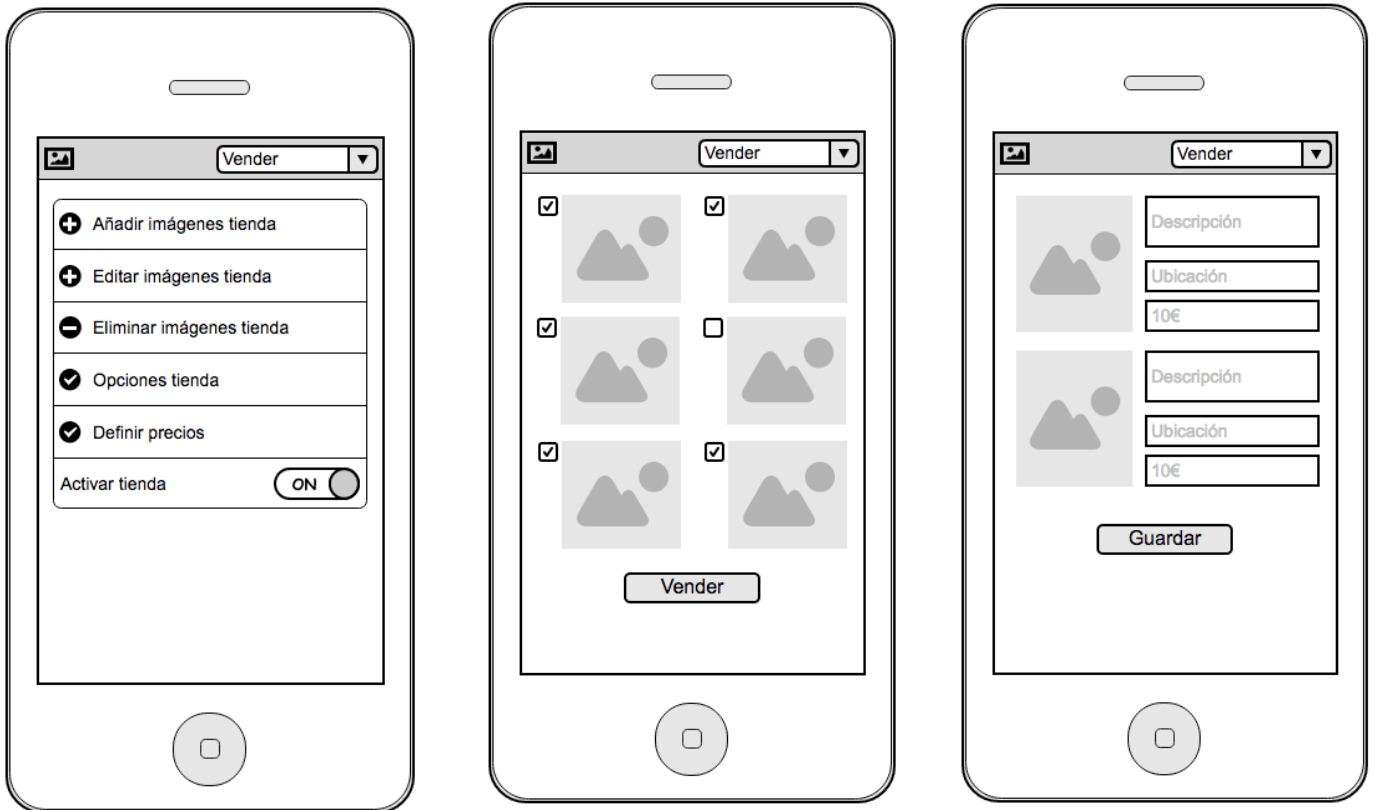 Vender
Añadir imágenes tienda
Editar imágenes tienda
Eliminar imágenes tienda
Opciones tienda
Definir precios
Activar tienda ON
Vender
Vender
Vender
Descripción
Ubicación
10€
Descripción
Ubicación
10€
Guardar